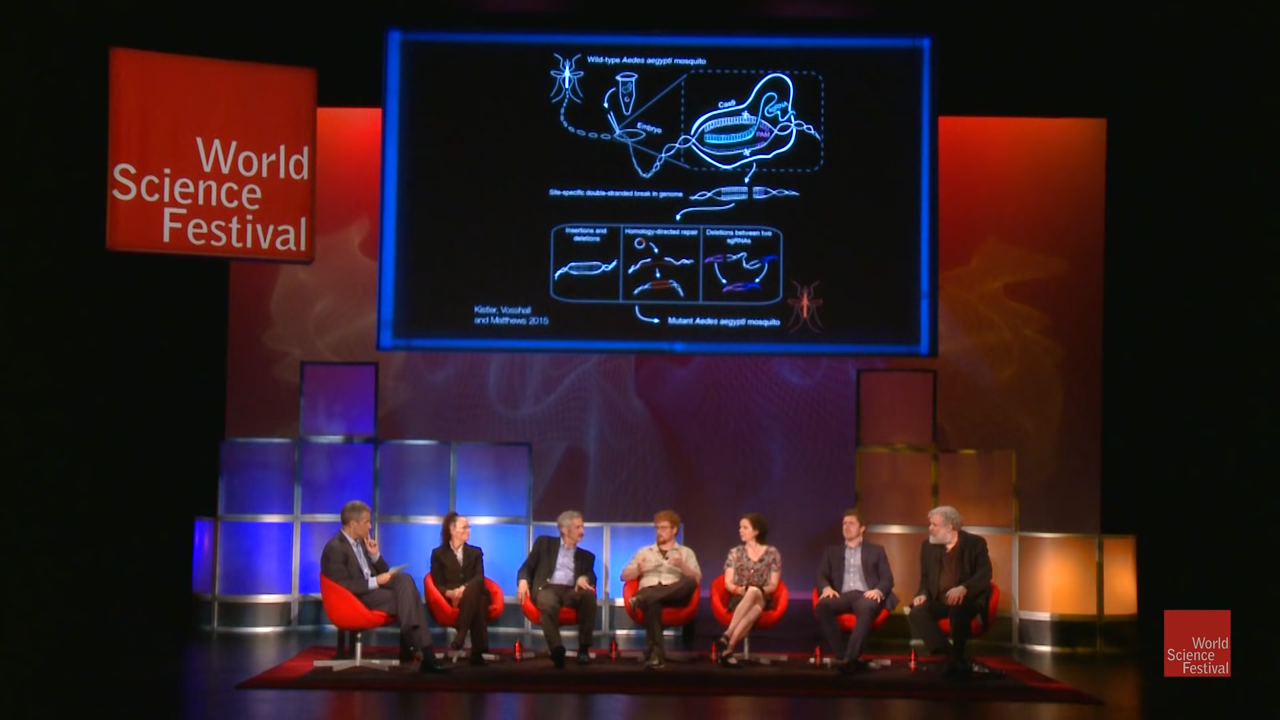 World
Science
Festival
Wild-type Aedes aegypti mosquito
Cas9
sgRNA
Embryo
PAM
Site-specific double-stranded break in genome
Insertions and
deletions
Homology-directed repair
Deletions between two
sgRNAs
Kistler, Vosshall
and Matthews 2015
Mutant Aedes aegypti mosquito
World
Science
Festival